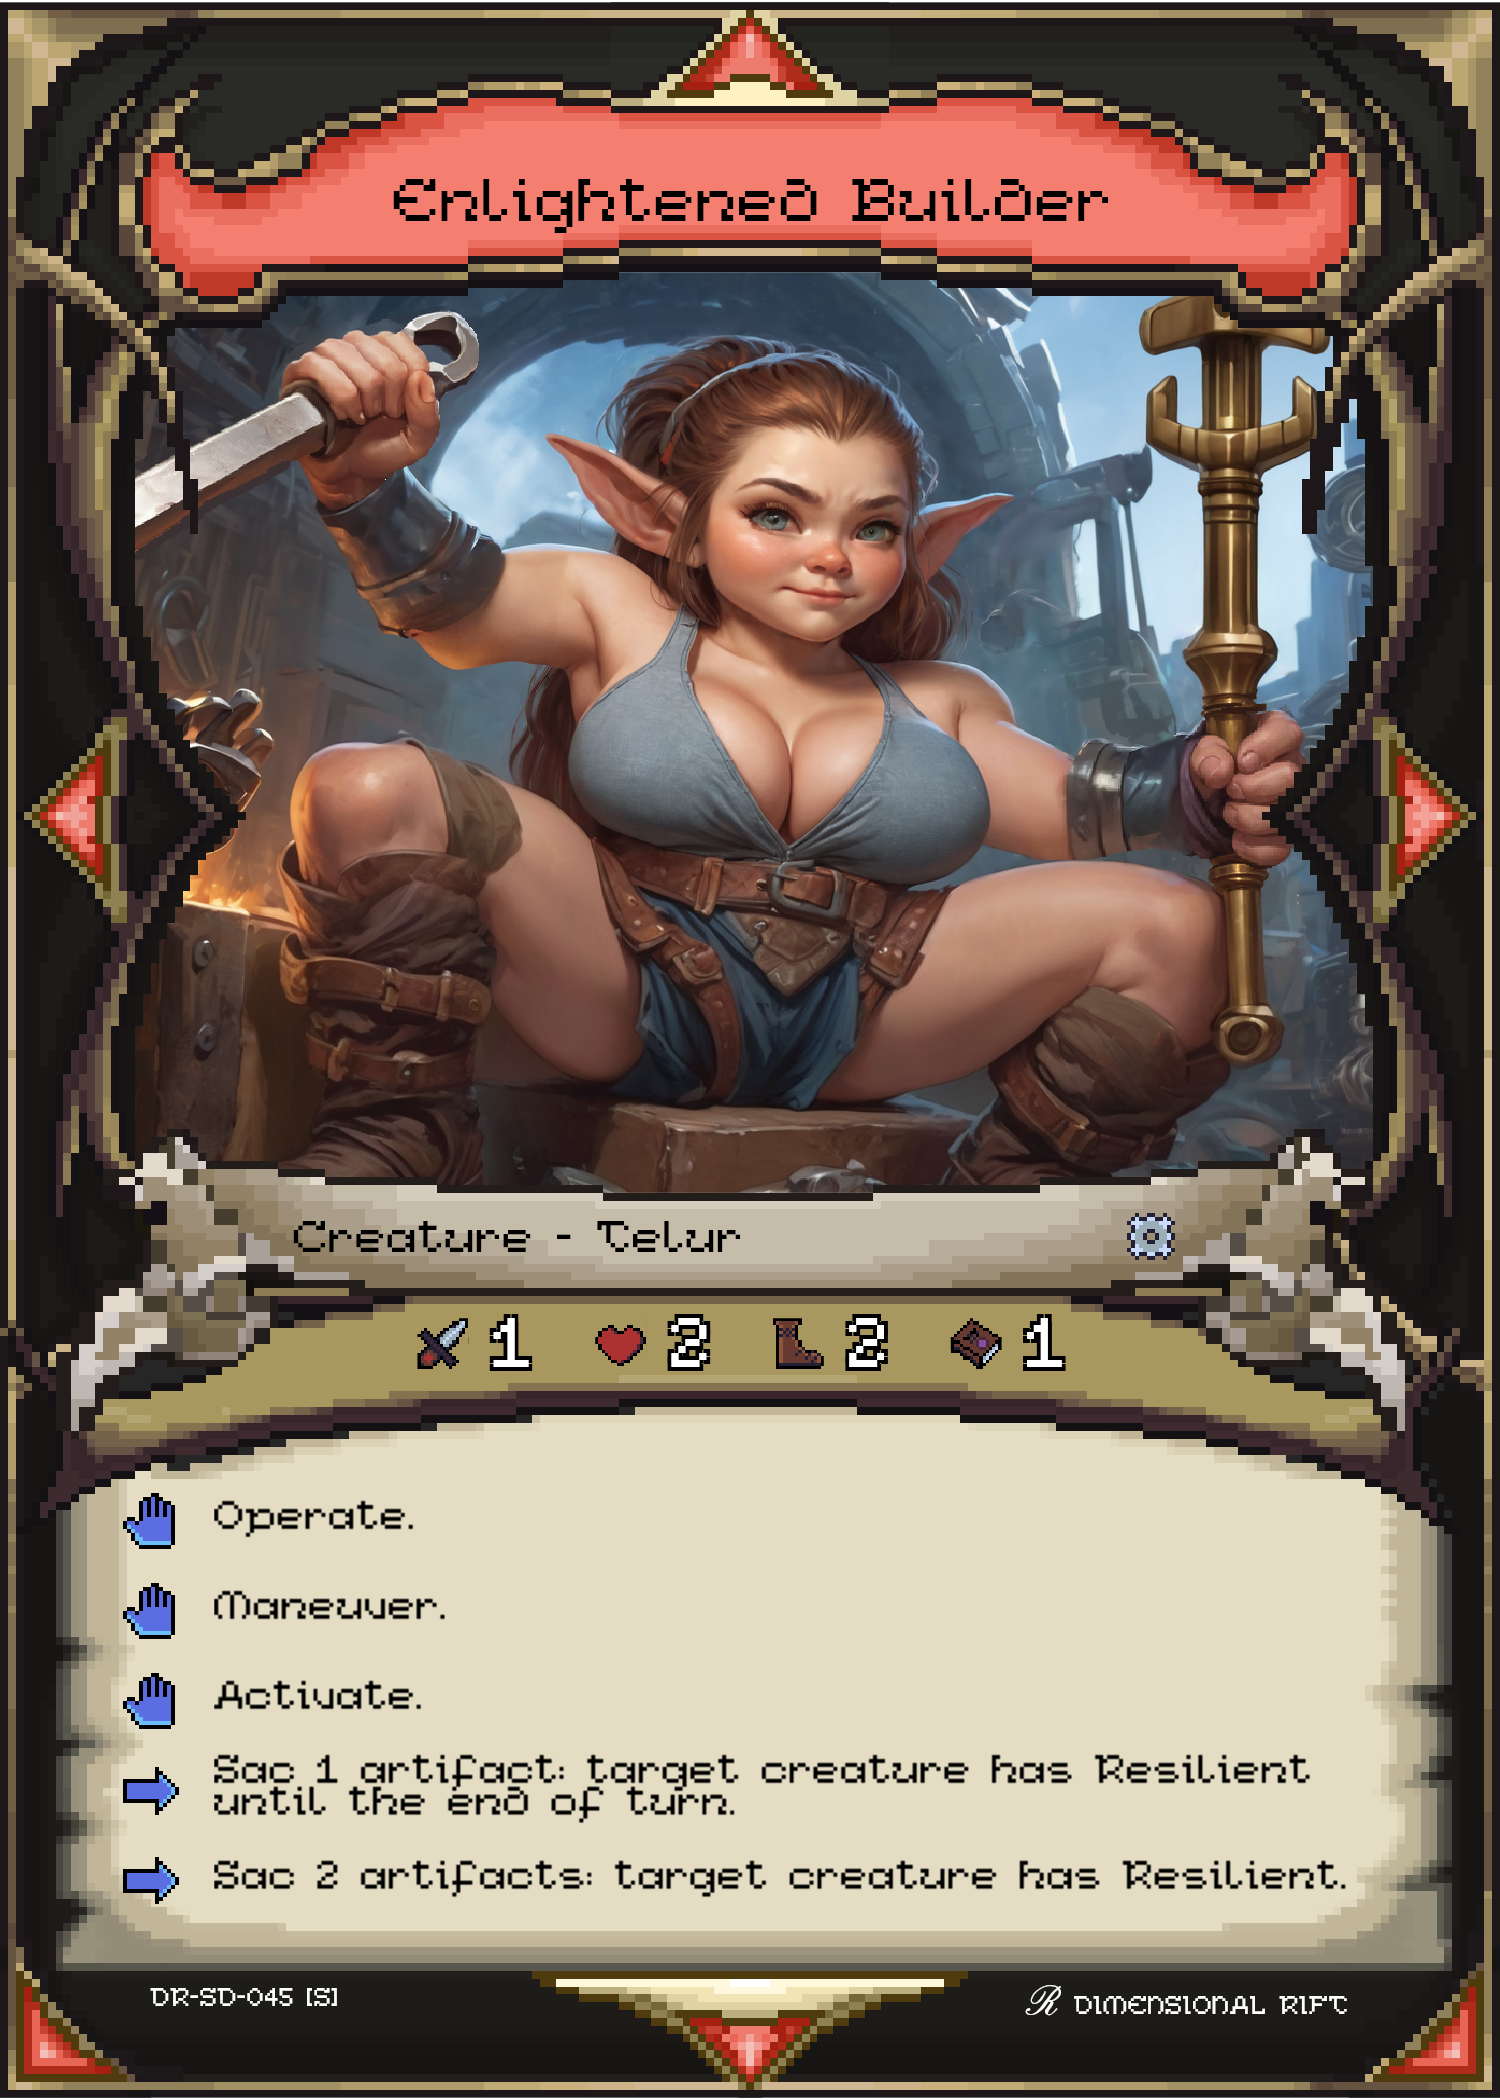 Enlightened Builder
Creature - Telur
1 2 2 1
Operate.
Maneuver.
Activate.
Sac 1 artifact: target creature has Resilient
until the end of turn.
Sac 2 artifacts: target creature has Resilient.
DR-SD-045 [S]
R DIMENSIONAL RIFT